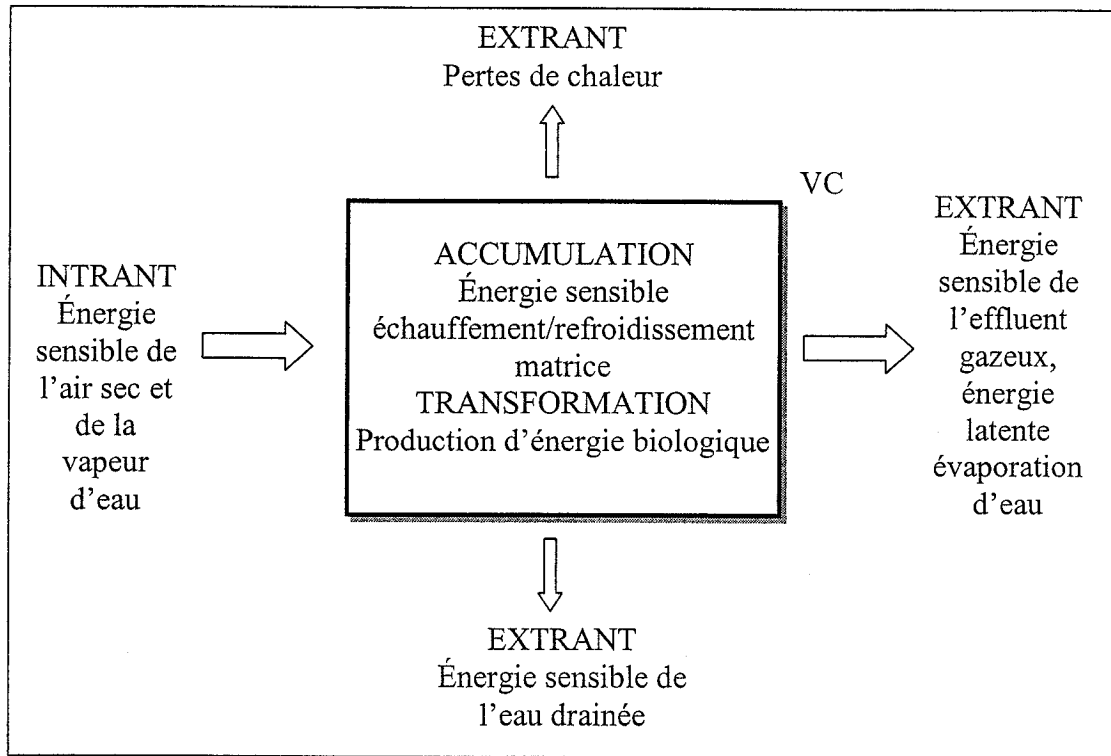 EXTRANT
Pertes de chaleur
VC
INTRANT
Énergie
sensible de
l'air sec et
de la
vapeur
d'eau
ACCUMULATION
Énergie sensible
échauffement/refroidissement
matrice
TRANSFORMATION
Production d'énergie biologique
EXTRANT
Énergie
sensible de
l'effluent
gazeux,
énergie
latente
évaporation
d'eau
EXTRANT
Énergie sensible de
l'eau drainée